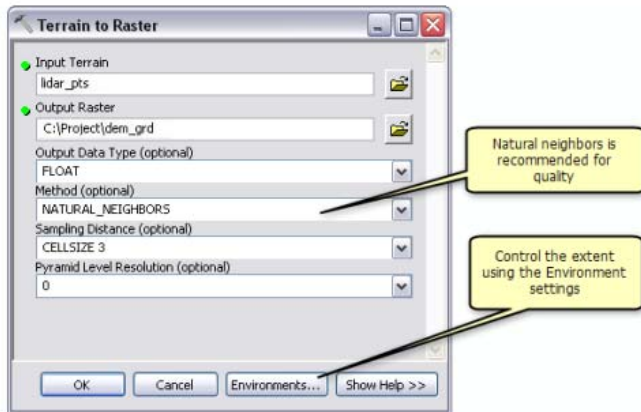 Terrain to Raster
Input Terrain
lidar_pts
Output Raster
C:\Project\dem_grd
Output Data Type (optional)
FLOAT
Method (optional)
NATURAL_NEIGHBORS
Sampling Distance (optional)
CELLSIZE 3
Pyramid Level Resolution (optional)
0
OK
Cancel
Environments...
Show Help >>
Natural neighbors is
recommended for
quality
Control the extent
using the Environment
settings